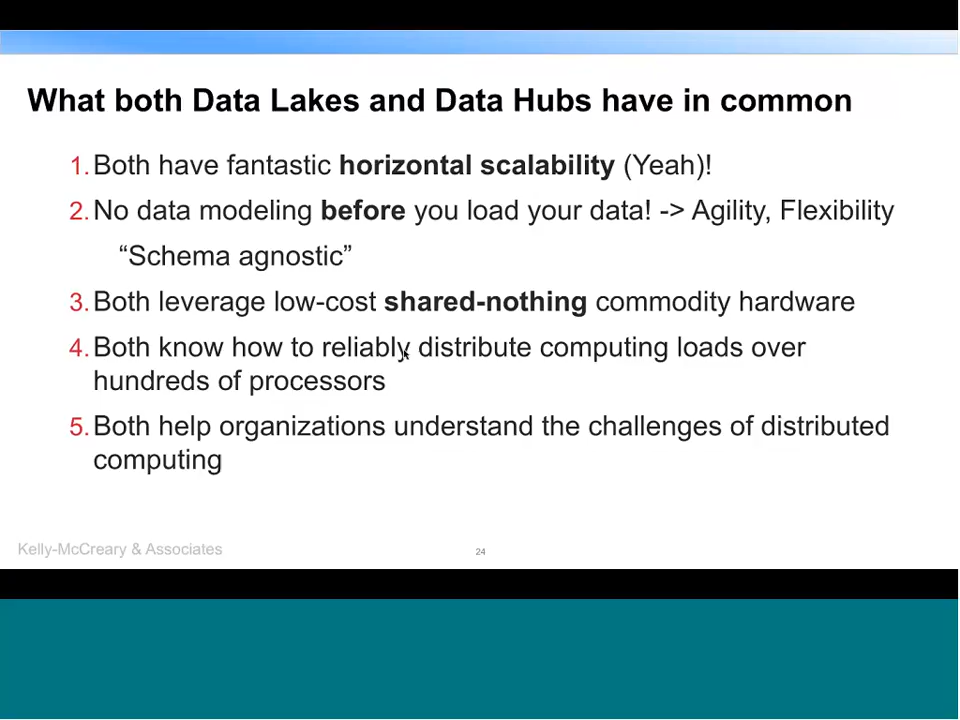 What both Data Lakes and Data Hubs have in common
1. Both have fantastic horizontal scalability (Yeah)!
2. No data modeling before you load your data! -> Agility, Flexibility
“Schema agnostic”
3. Both leverage low-cost shared-nothing commodity hardware
4. Both know how to reliably distribute computing loads over
hundreds of processors
5. Both help organizations understand the challenges of distributed
computing
Kelly-McCreary & Associates
24